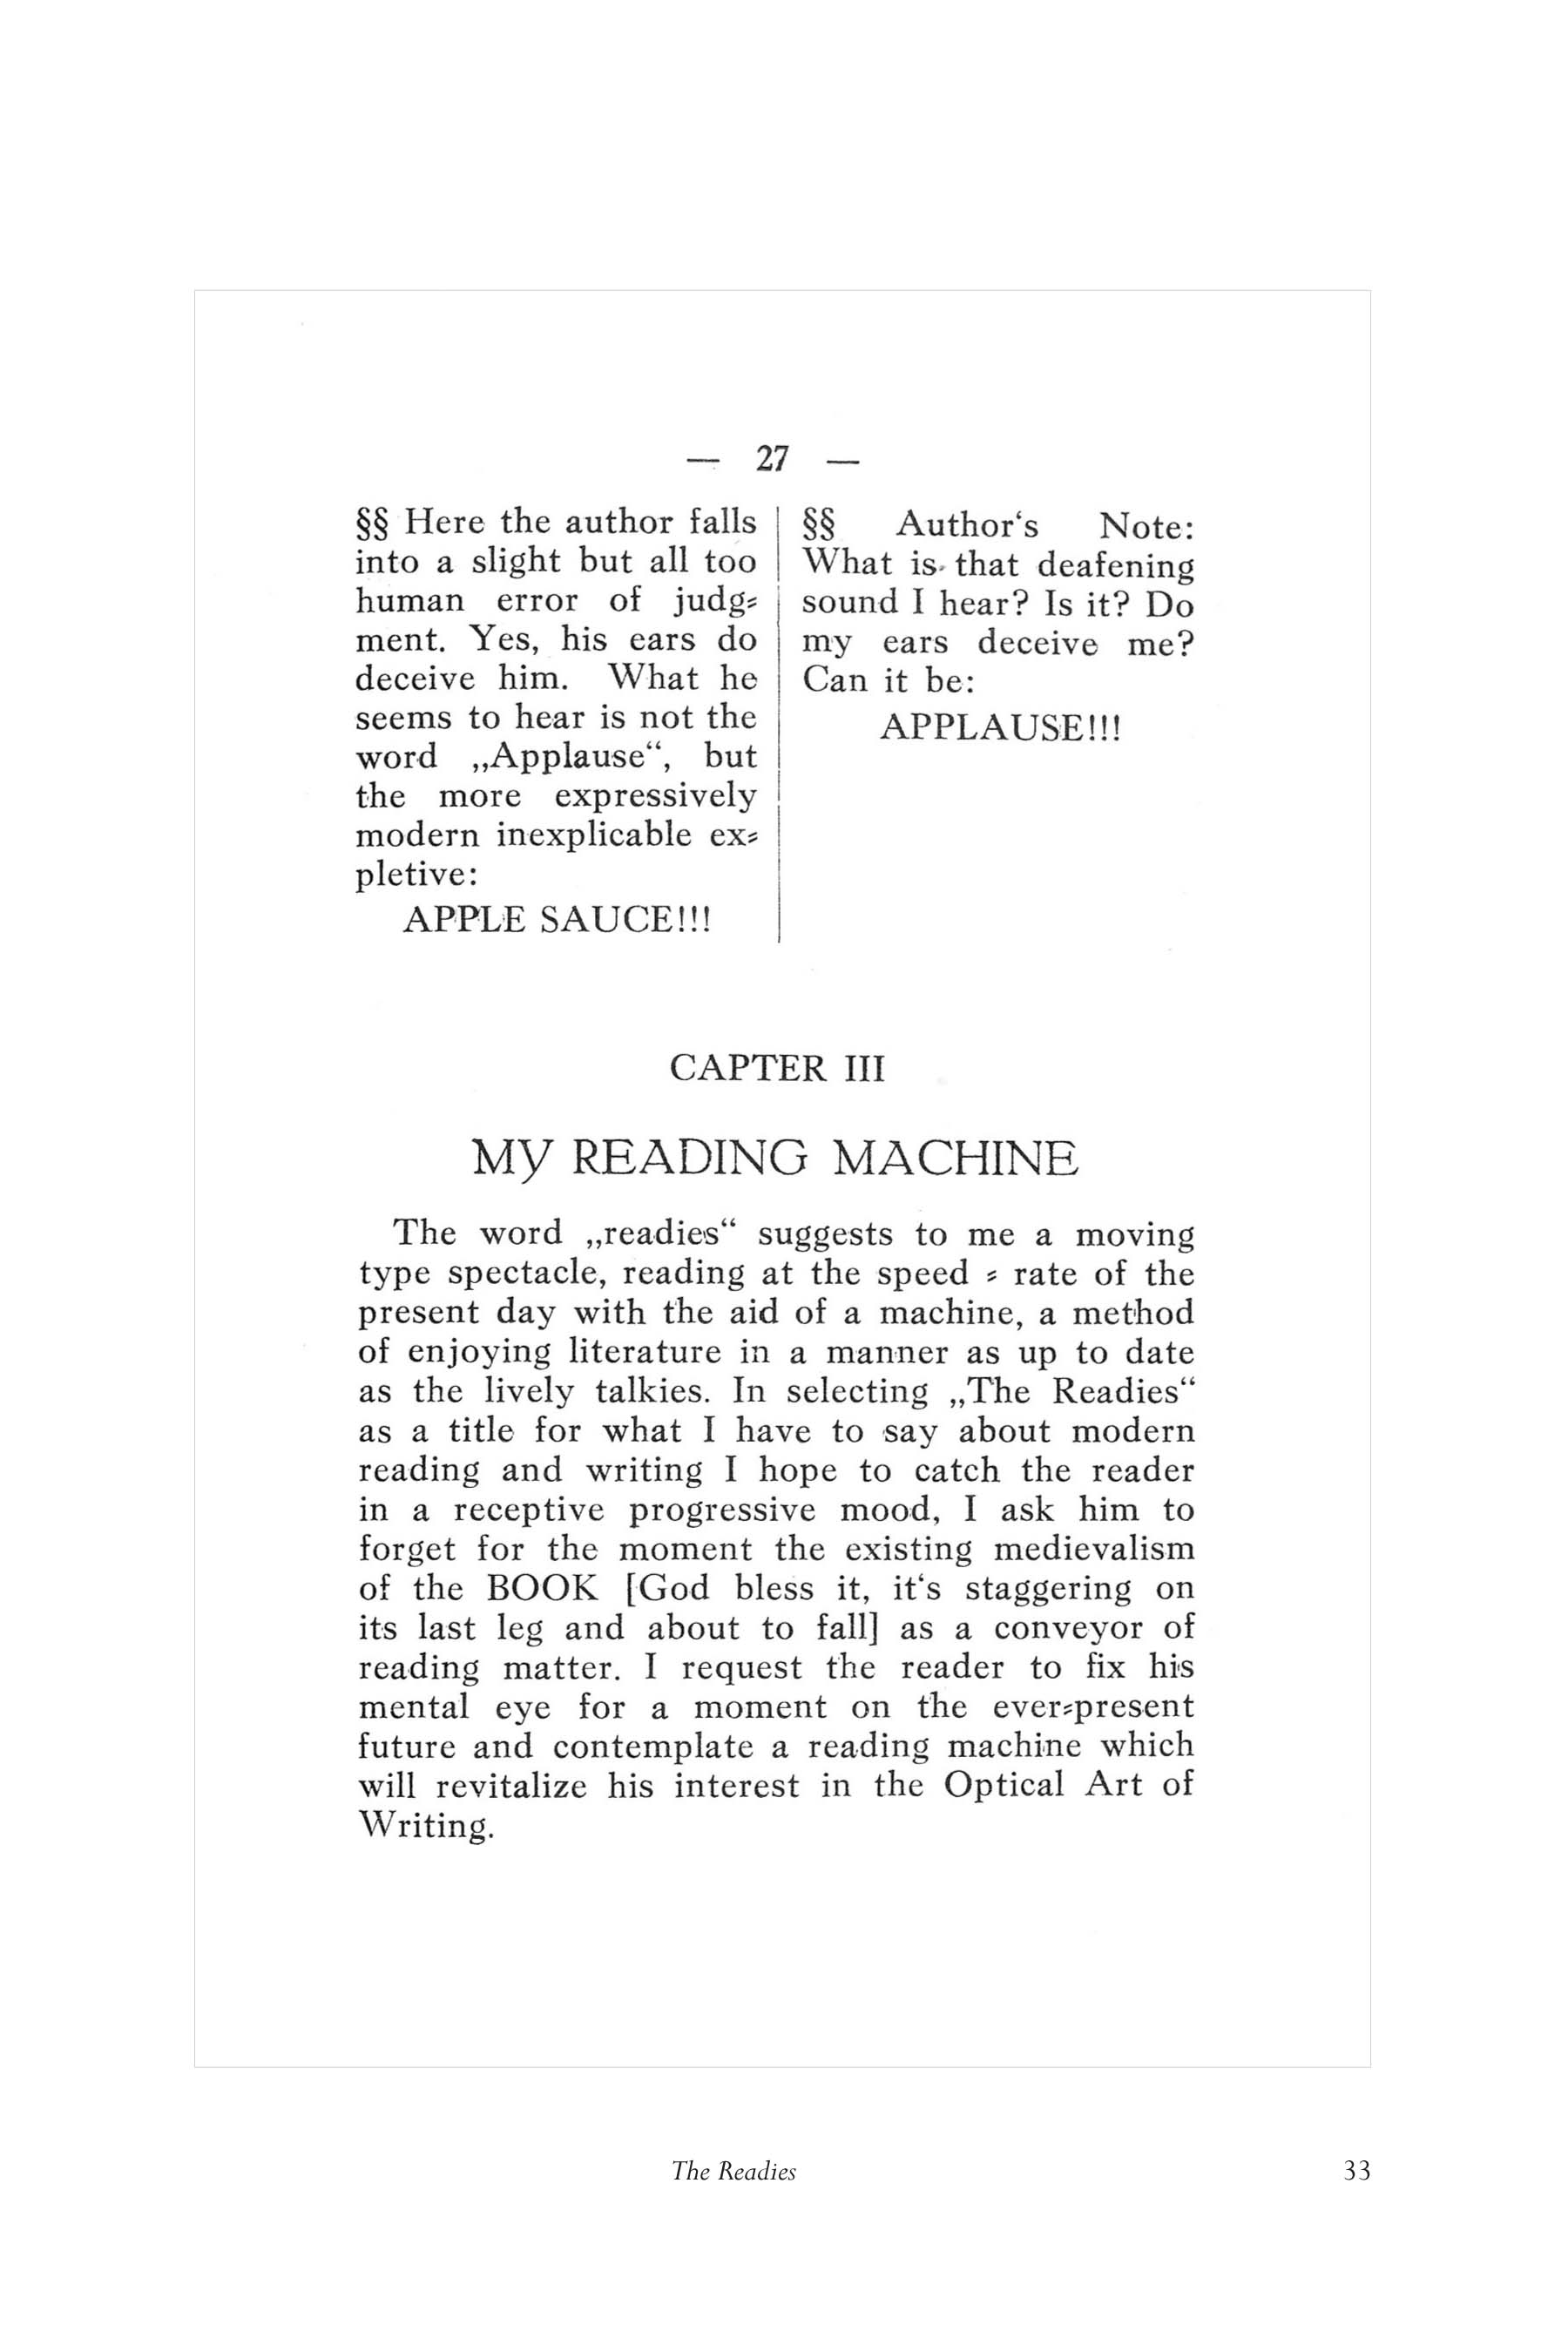 — 27 —
§§ Here the author falls
into a slight but all too
human error of judg⸗
ment. Yes, his ears do
deceive him. What he
seems to hear is not the
word „Applause“, but
the more expressively
modern inexplicable ex⸗
pletive:
APPLE SAUCE!!!
§§ Author‘s Note:
What is that deafening
sound I hear? Is it? Do
my ears deceive me?
Can it be:
APPLAUSE!!!
CAPTER III
My READING MACHINE
The word „readies“ suggests to me a moving
type spectacle, reading at the speed ⸗ rate of the
present day with the aid of a machine, a method
of enjoying literature in a manner as up to date
as the lively talkies. In selecting „The Readies“
as a title for what I have to say about modern
reading and writing I hope to catch the reader
in a receptive progressive mood, I ask him to
forget for the moment the existing medievalism
of the BOOK [God bless it, it‘s staggering on
its last leg and about to fall] as a conveyor of
reading matter. I request the reader to fix his
mental eye for a moment on the ever⸗present
future and contemplate a reading machine which
will revitalize his interest in the Optical Art of
Writing.
The Readies 33